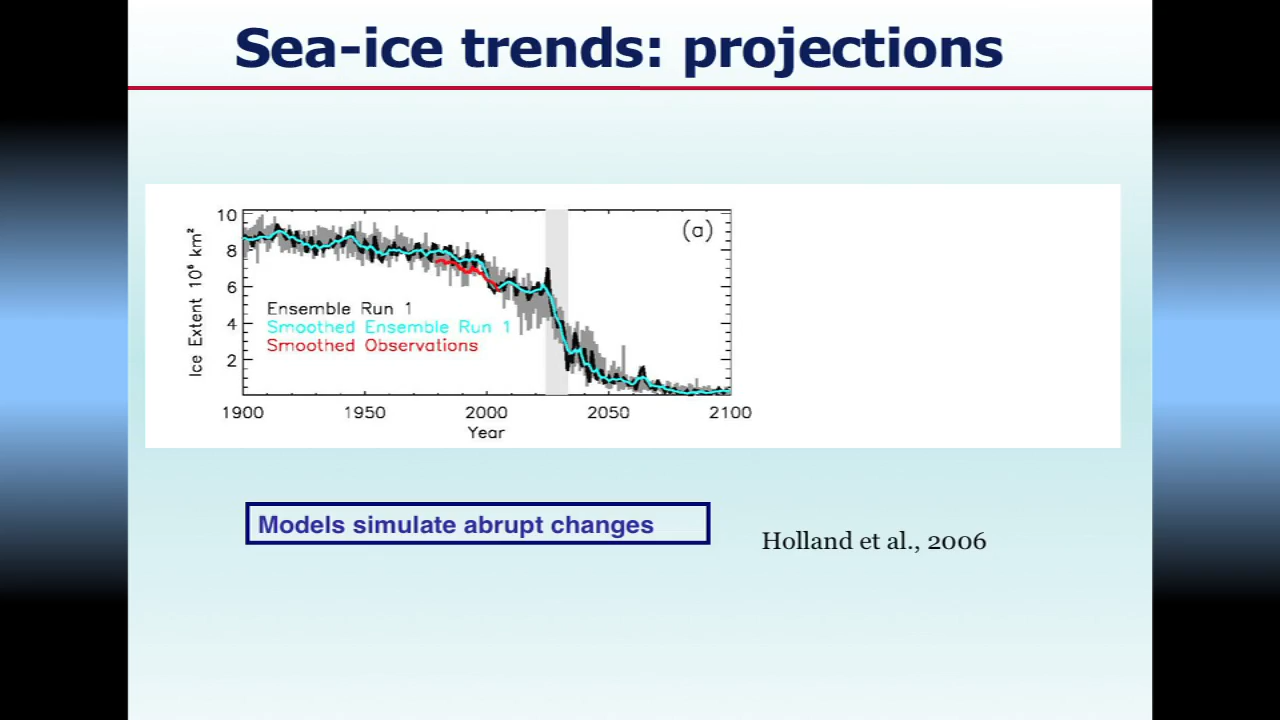 Sea-ice trends: projections
10
8
6
4
2
Ice Extent 10⁶ km²
(a)
Ensemble Run 1
Smoothed Ensemble Run 1
Smoothed Observations
1900 1950 2000 2050 2100
Year
Models simulate abrupt changes
Holland et al., 2006